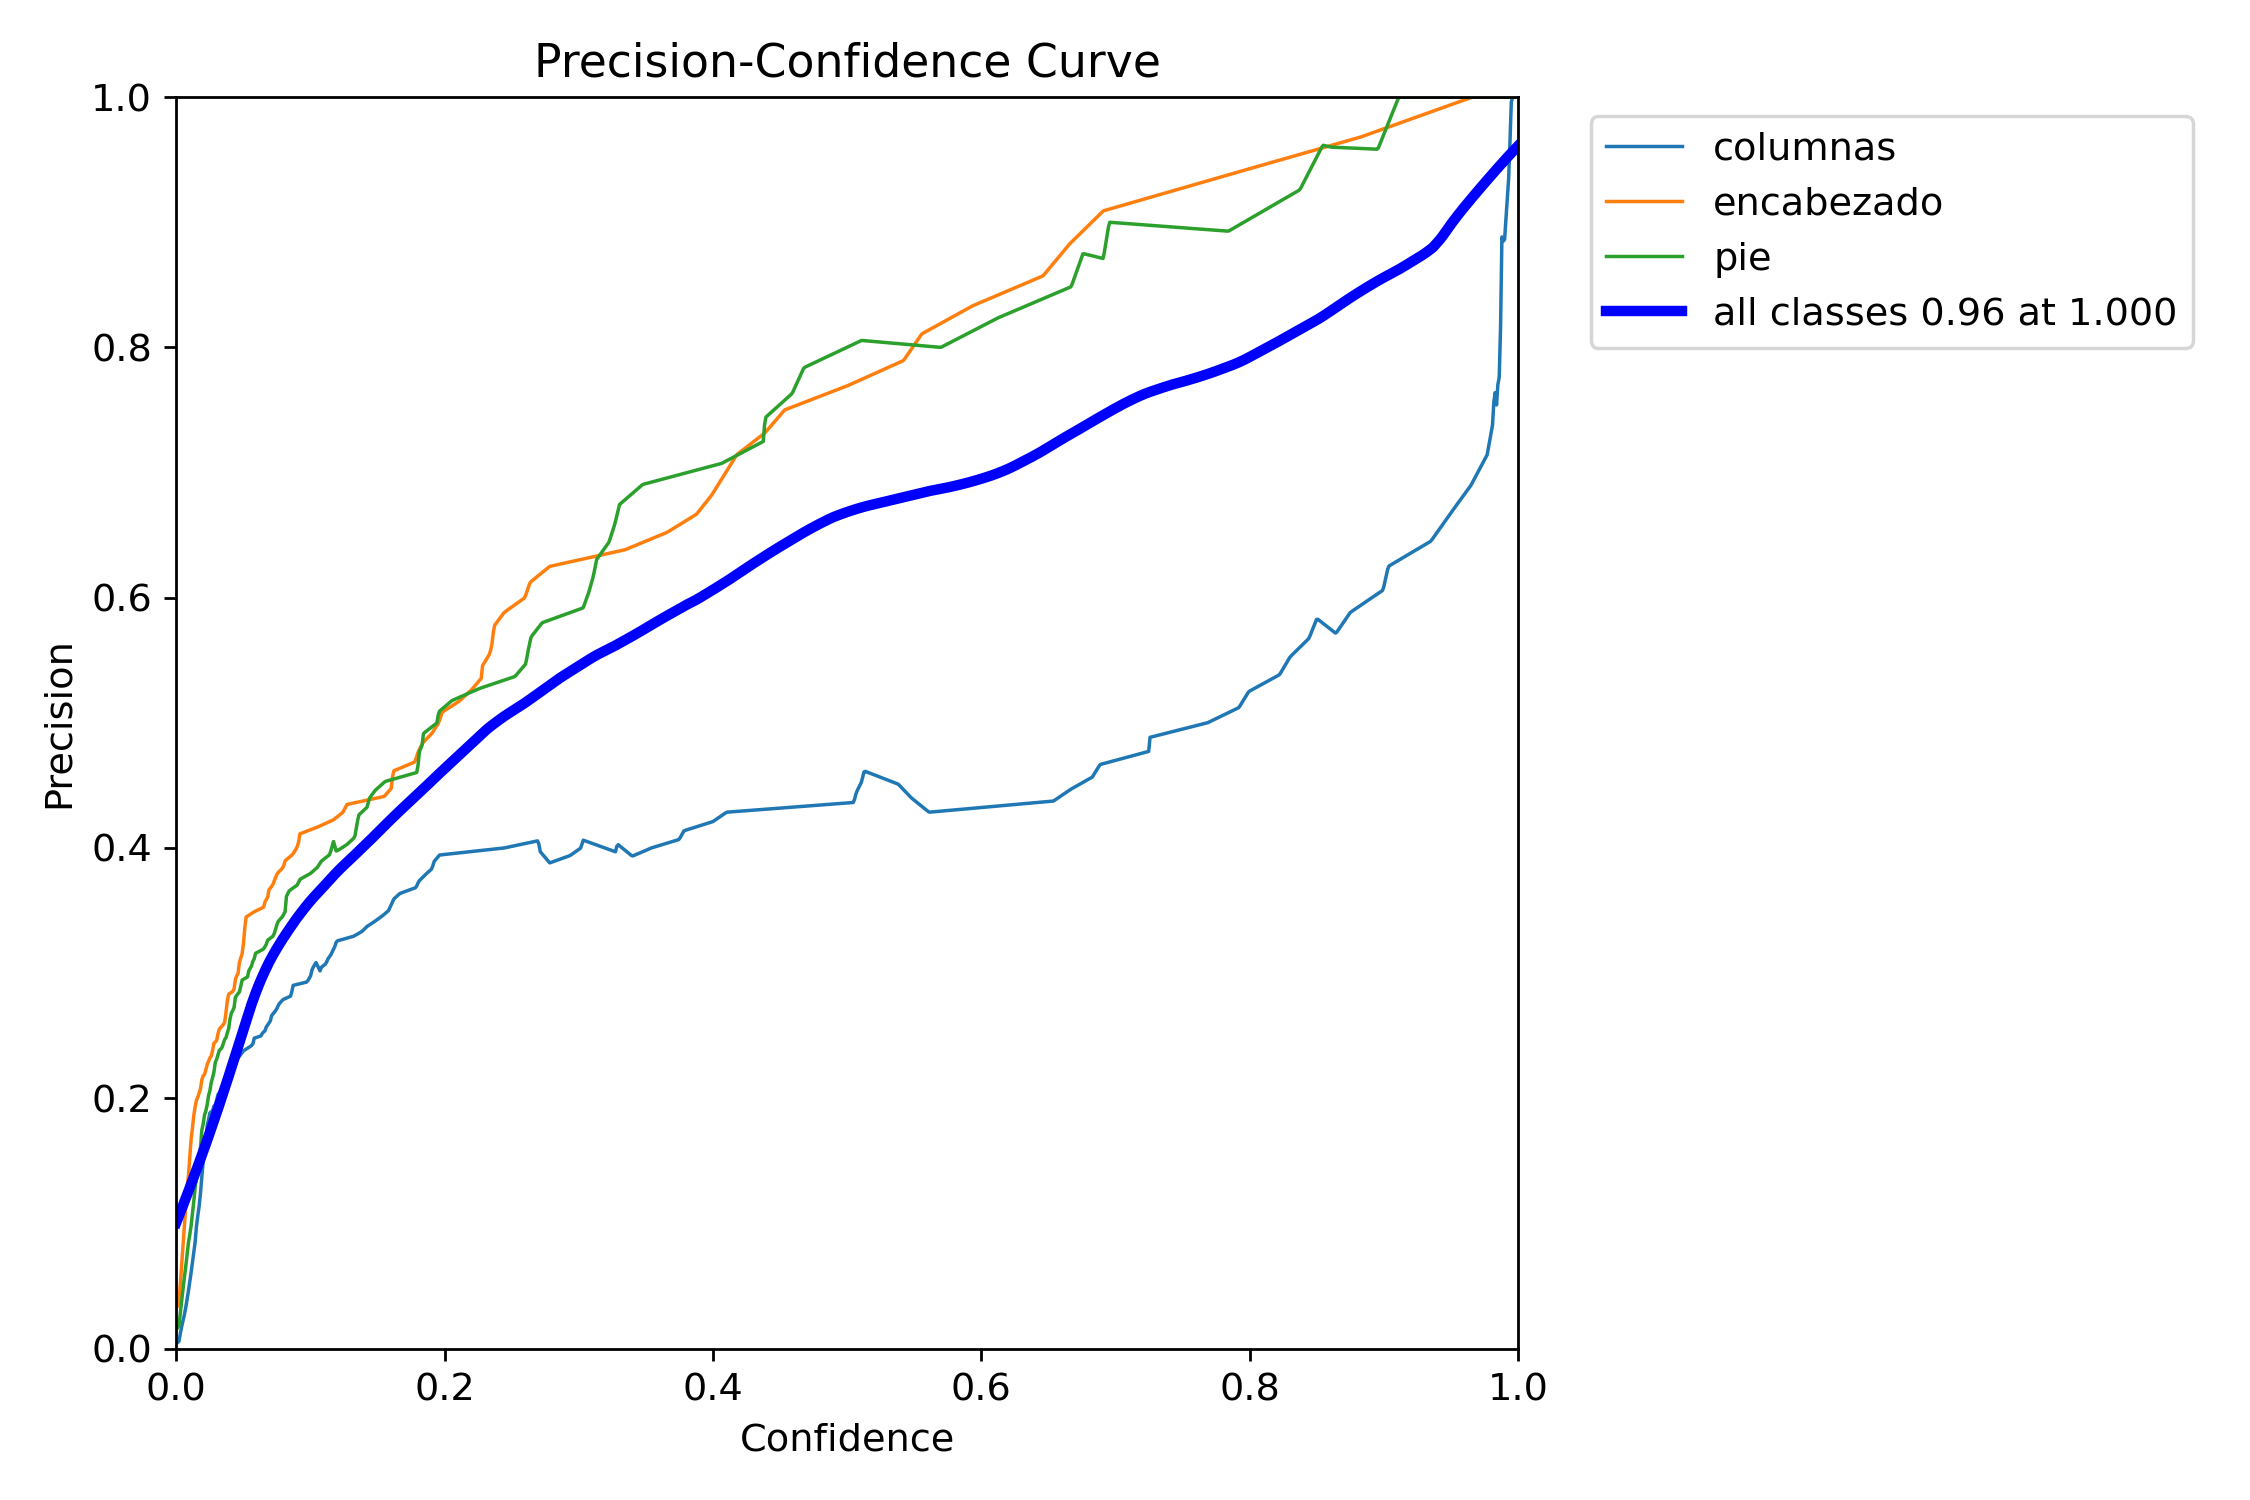 Precision-Confidence Curve
1.0
0.8
0.6
0.4
0.2
0.0
Precision
0.0 0.2 0.4 0.6 0.8 1.0
Confidence
columnas
encabezado
pie
all classes 0.96 at 1.000